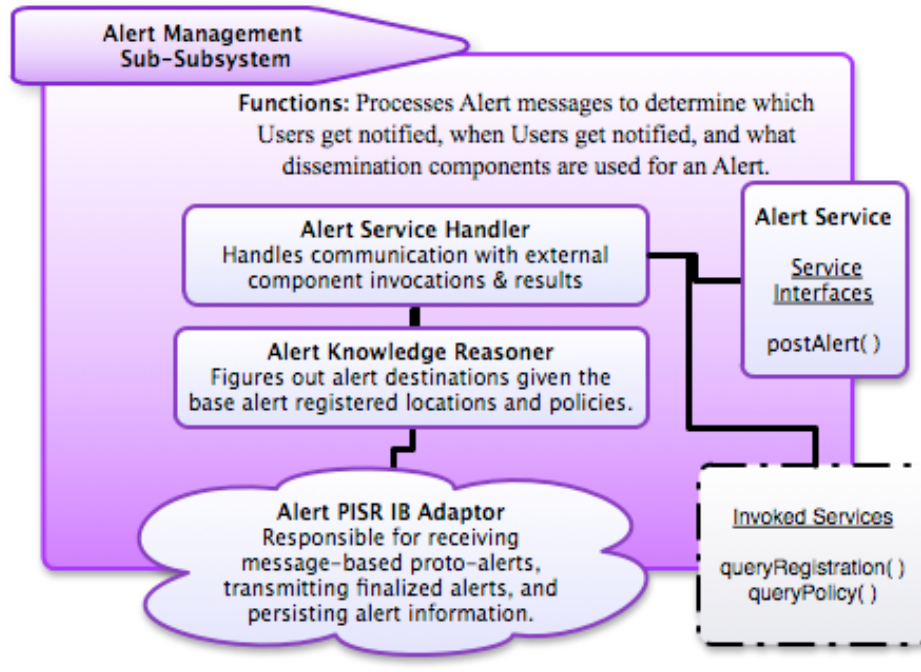 Alert Management
Sub-Subsystem
Functions: Processes Alert messages to determine which
Users get notified, when Users get notified, and what
dissemination components are used for an Alert.
Alert Service Handler
Handles communication with external
component invocations & results
Alert Service
Service
Interfaces
postAlert( )
Alert Knowledge Reasoner
Figures out alert destinations given the
base alert registered locations and policies.
Alert PISR IB Adaptor
Responsible for receiving
message-based proto-alerts,
transmitting finalized alerts, and
persisting alert information.
Invoked Services
queryRegistration( )
queryPolicy( )